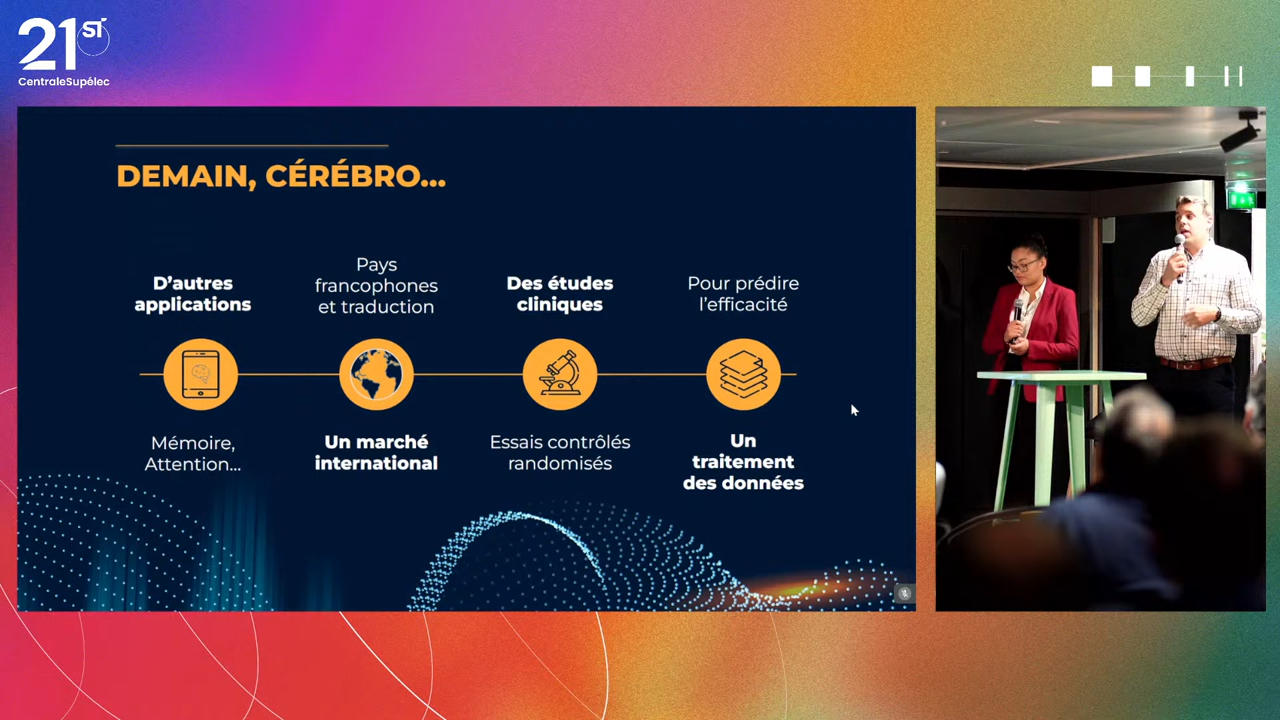 21ST
CentraleSupélec
DEMAIN, CÉRÉBRO...
D'autres
applications
Pays
francophones
et traduction
Des études
cliniques
Pour prédire
l'efficacité
Mémoire,
Attention...
Un marché
international
Essais contrôlés
randomisés
Un
traitement
des données